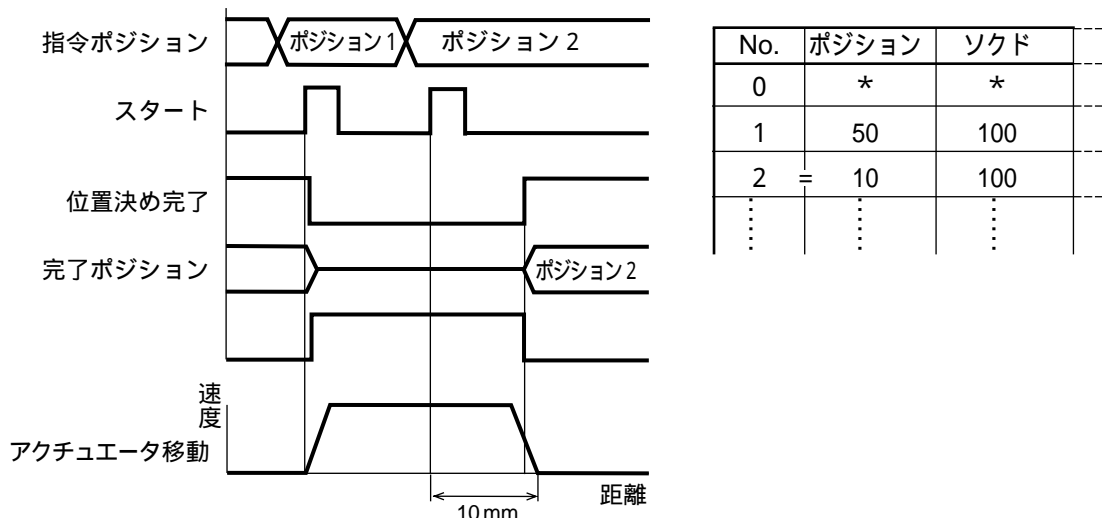 指令ポジション
ポジション1
ポジション2
スタート
位置決め完了
完了ポジション
ポジション2
速度
アクチュエータ移動
距離
10mm
No. ポジション ソクド
0 * *
1 50 100
2 = 10 100